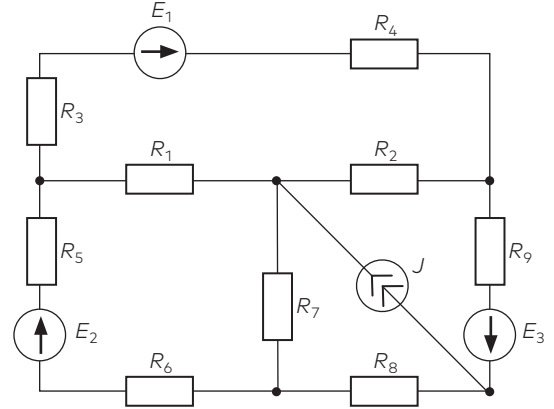 E₁
R₄
R₃
R₁
R₂
R₅
R₉
J
E₂
R₇
E₃
R₆
R₈